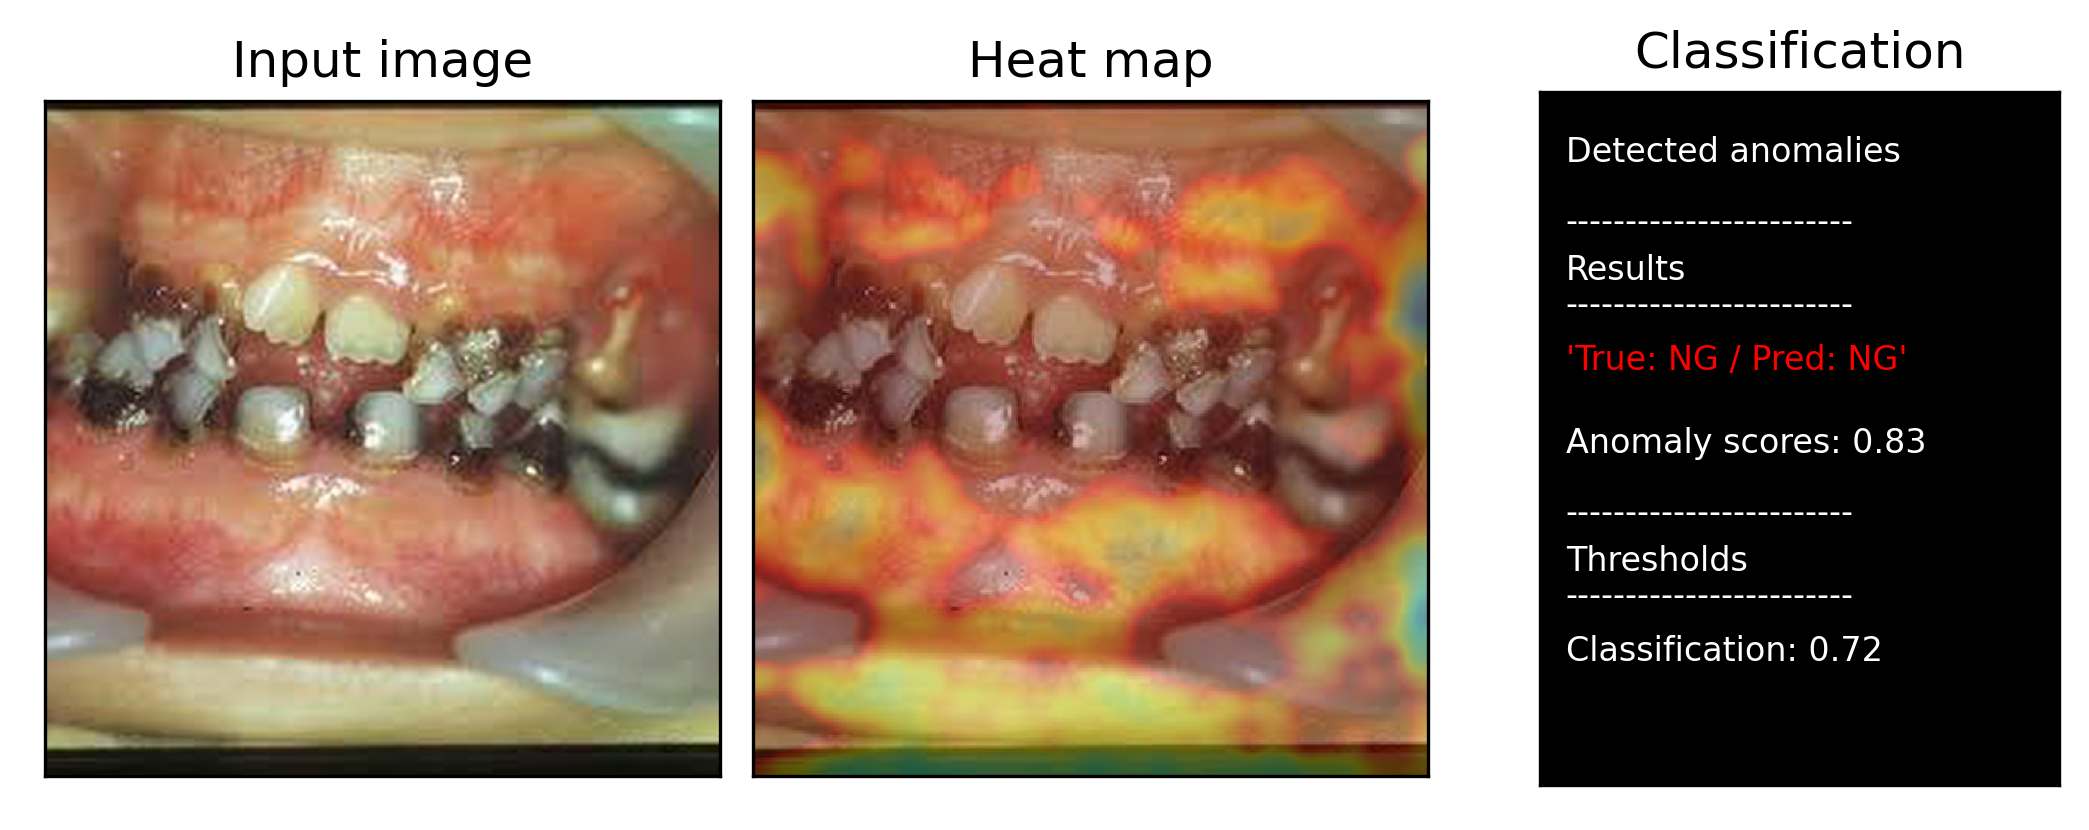 Input image
Heat map
Classification
Detected anomalies
------------------------
Results
------------------------
'True: NG / Pred: NG'
Anomaly scores: 0.83
------------------------
Thresholds
------------------------
Classification: 0.72